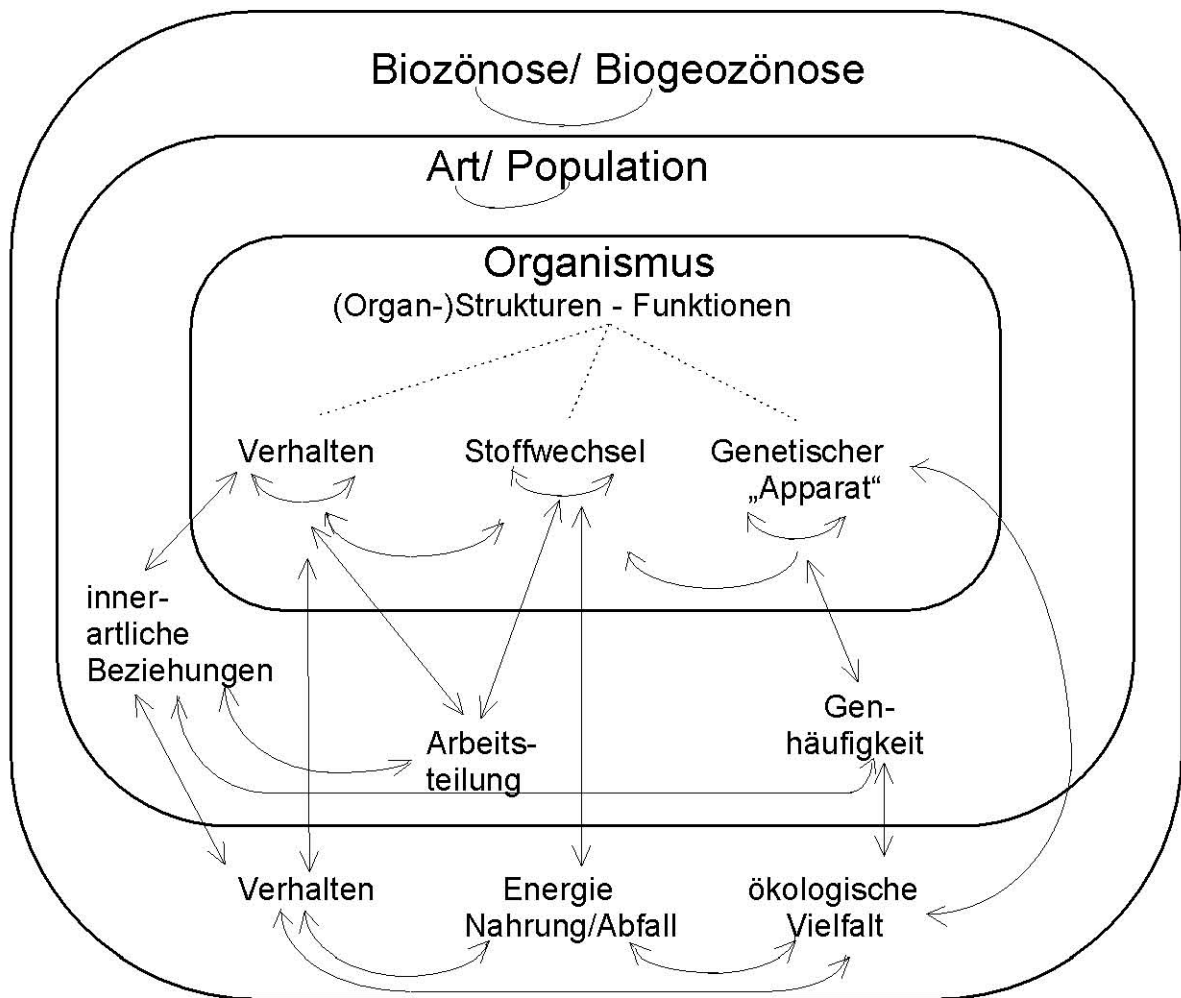 Biozönose/ Biogeozönose
Art/ Population
Organismus
(Organ-)Strukturen - Funktionen
Verhalten
Stoffwechsel
Genetischer
„Apparat“
inner-
artliche
Beziehungen
Arbeits-
teilung
Gen-
häufigkeit
Verhalten
Energie
Nahrung/Abfall
ökologische
Vielfalt